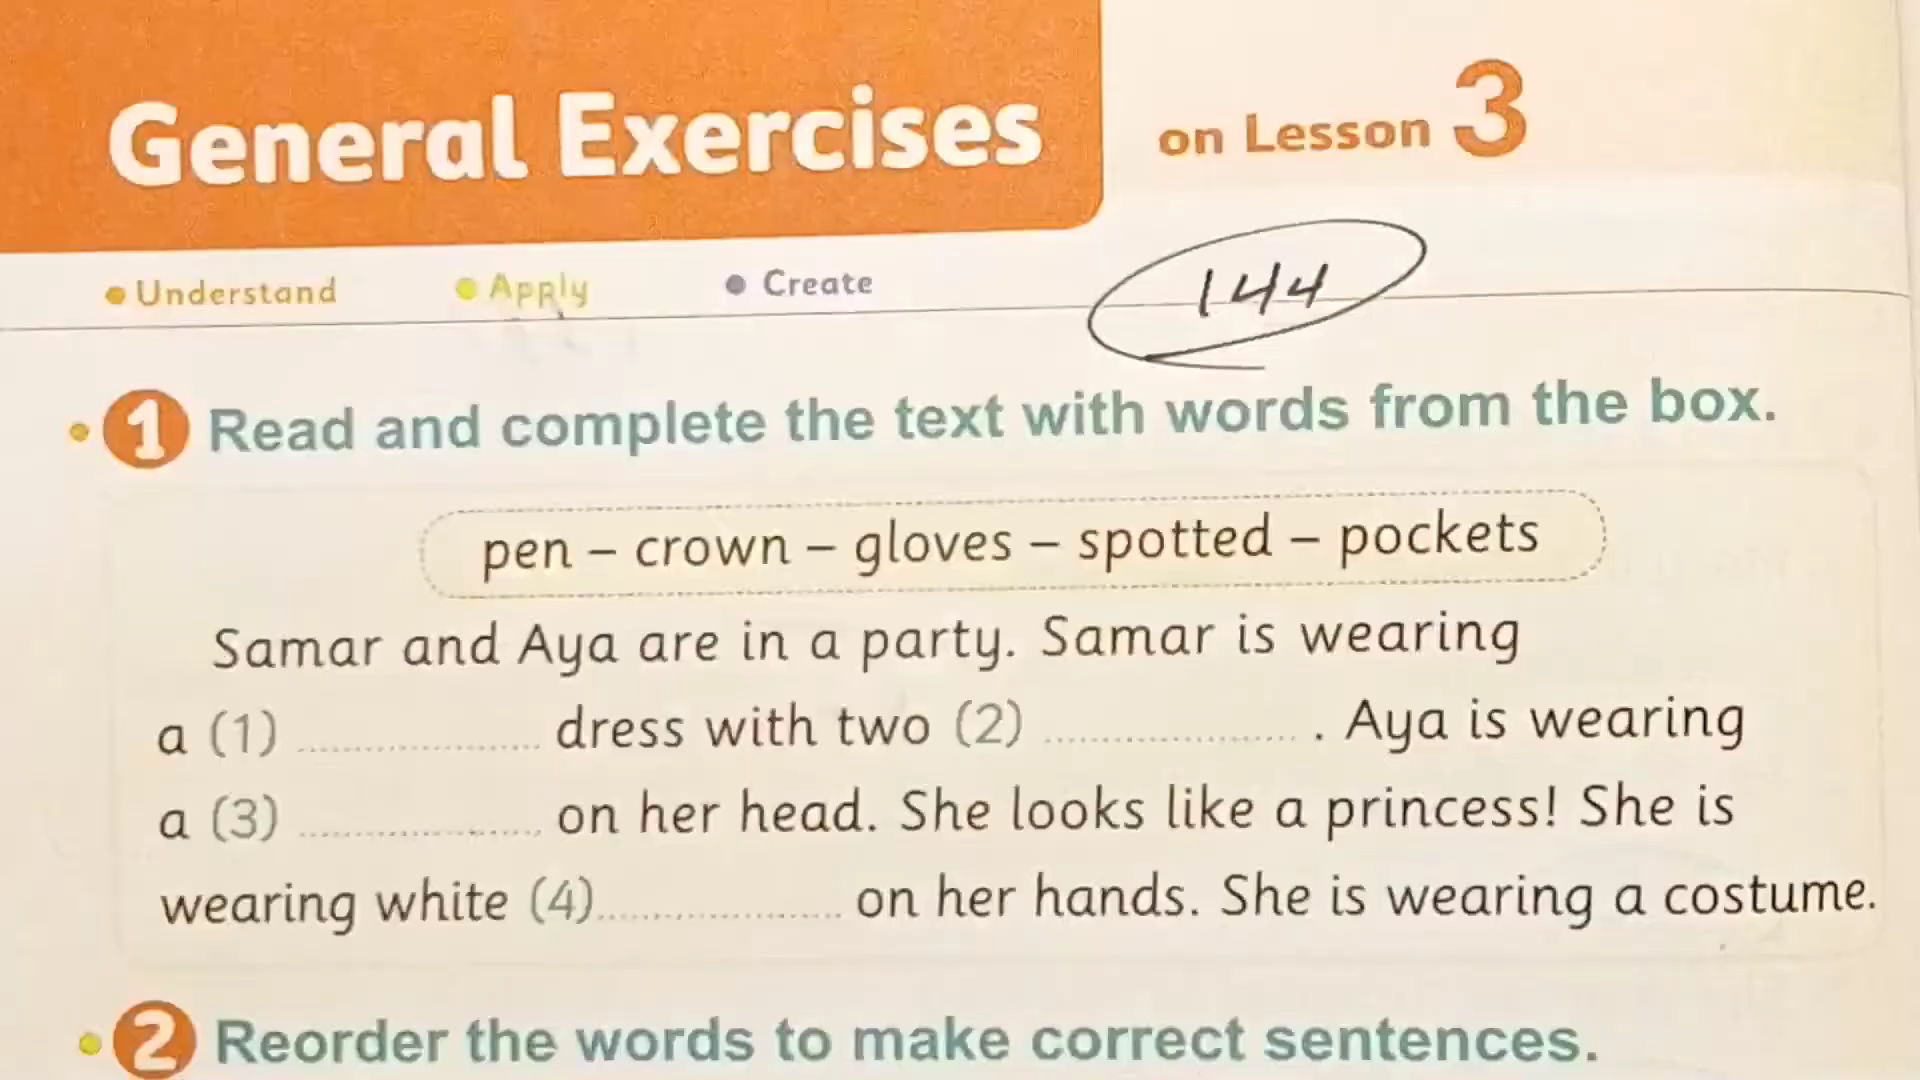 General Exercises on Lesson 3
Understand Apply Create
144
1 Read and complete the text with words from the box.
pen – crown – gloves – spotted – pockets
Samar and Aya are in a party. Samar is wearing
a (1) .................... dress with two (2) .................... . Aya is wearing
a (3) .................... on her head. She looks like a princess! She is
wearing white (4).................... on her hands. She is wearing a costume.
2 Reorder the words to make correct sentences.